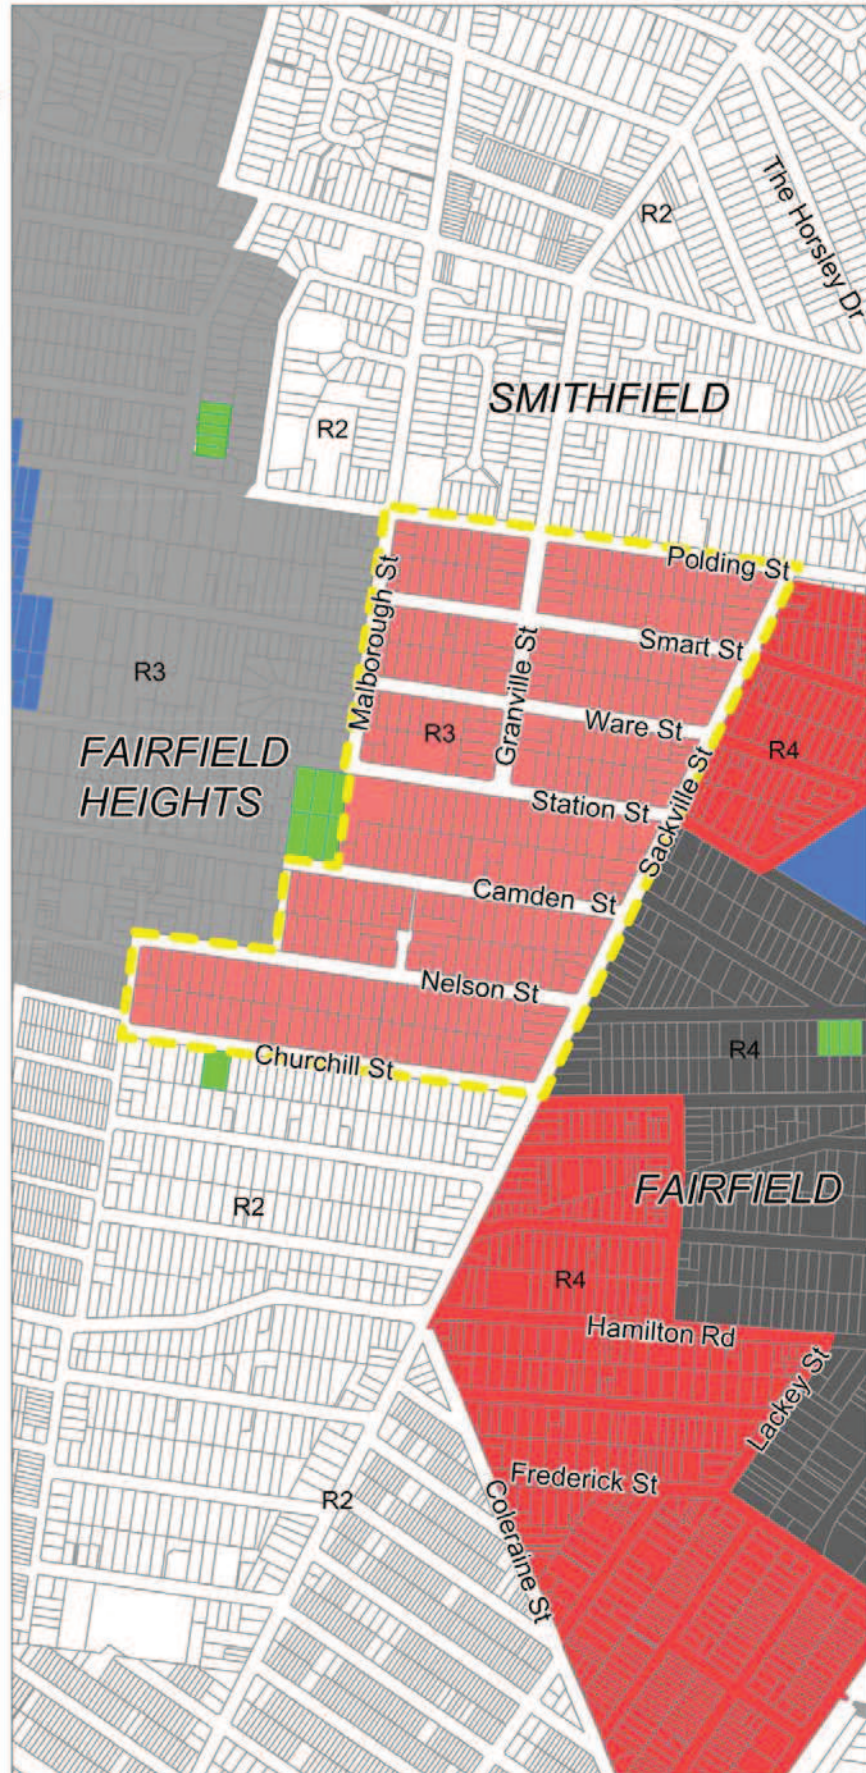 The Horsley Dr
R2
SMITHFIELD
R2
Polding St
Malborough St
Smart St
Granville St
R3
Ware St
R3
R4
FAIRFIELD
HEIGHTS
Station St
Sackville St
Camden St
Nelson St
Churchill St
R4
FAIRFIELD
R2
R4
Hamilton Rd
Lackey St
Frederick St
R2
Coleraine St